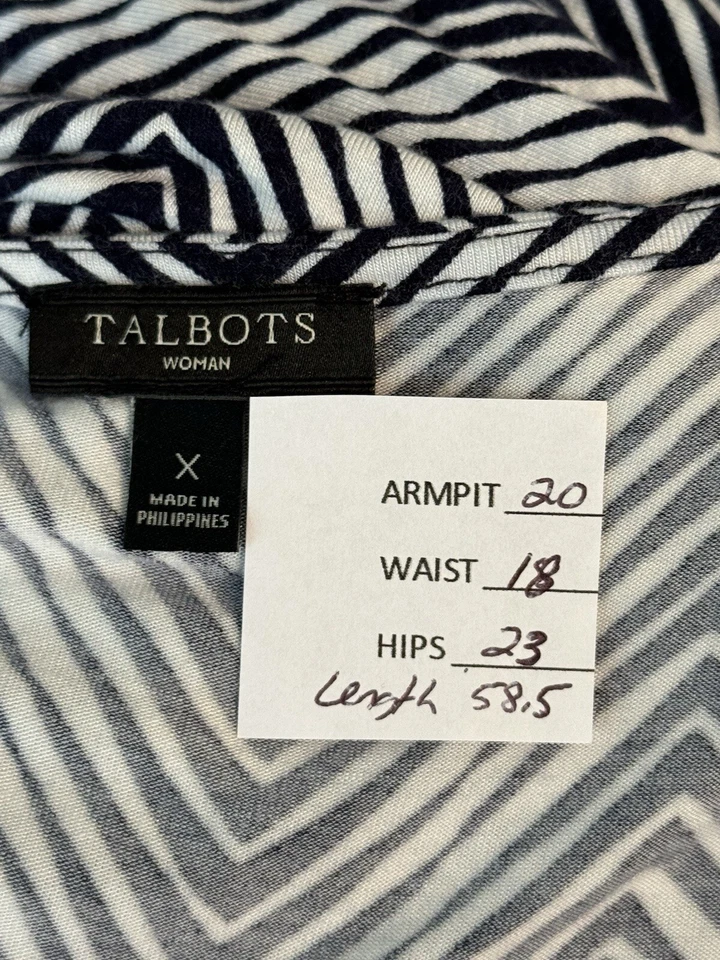 TALBOTS
WOMAN
X
MADE IN
PHILIPPINES
ARMPIT 20
WAIST 18
HIPS 23
Length 58.5